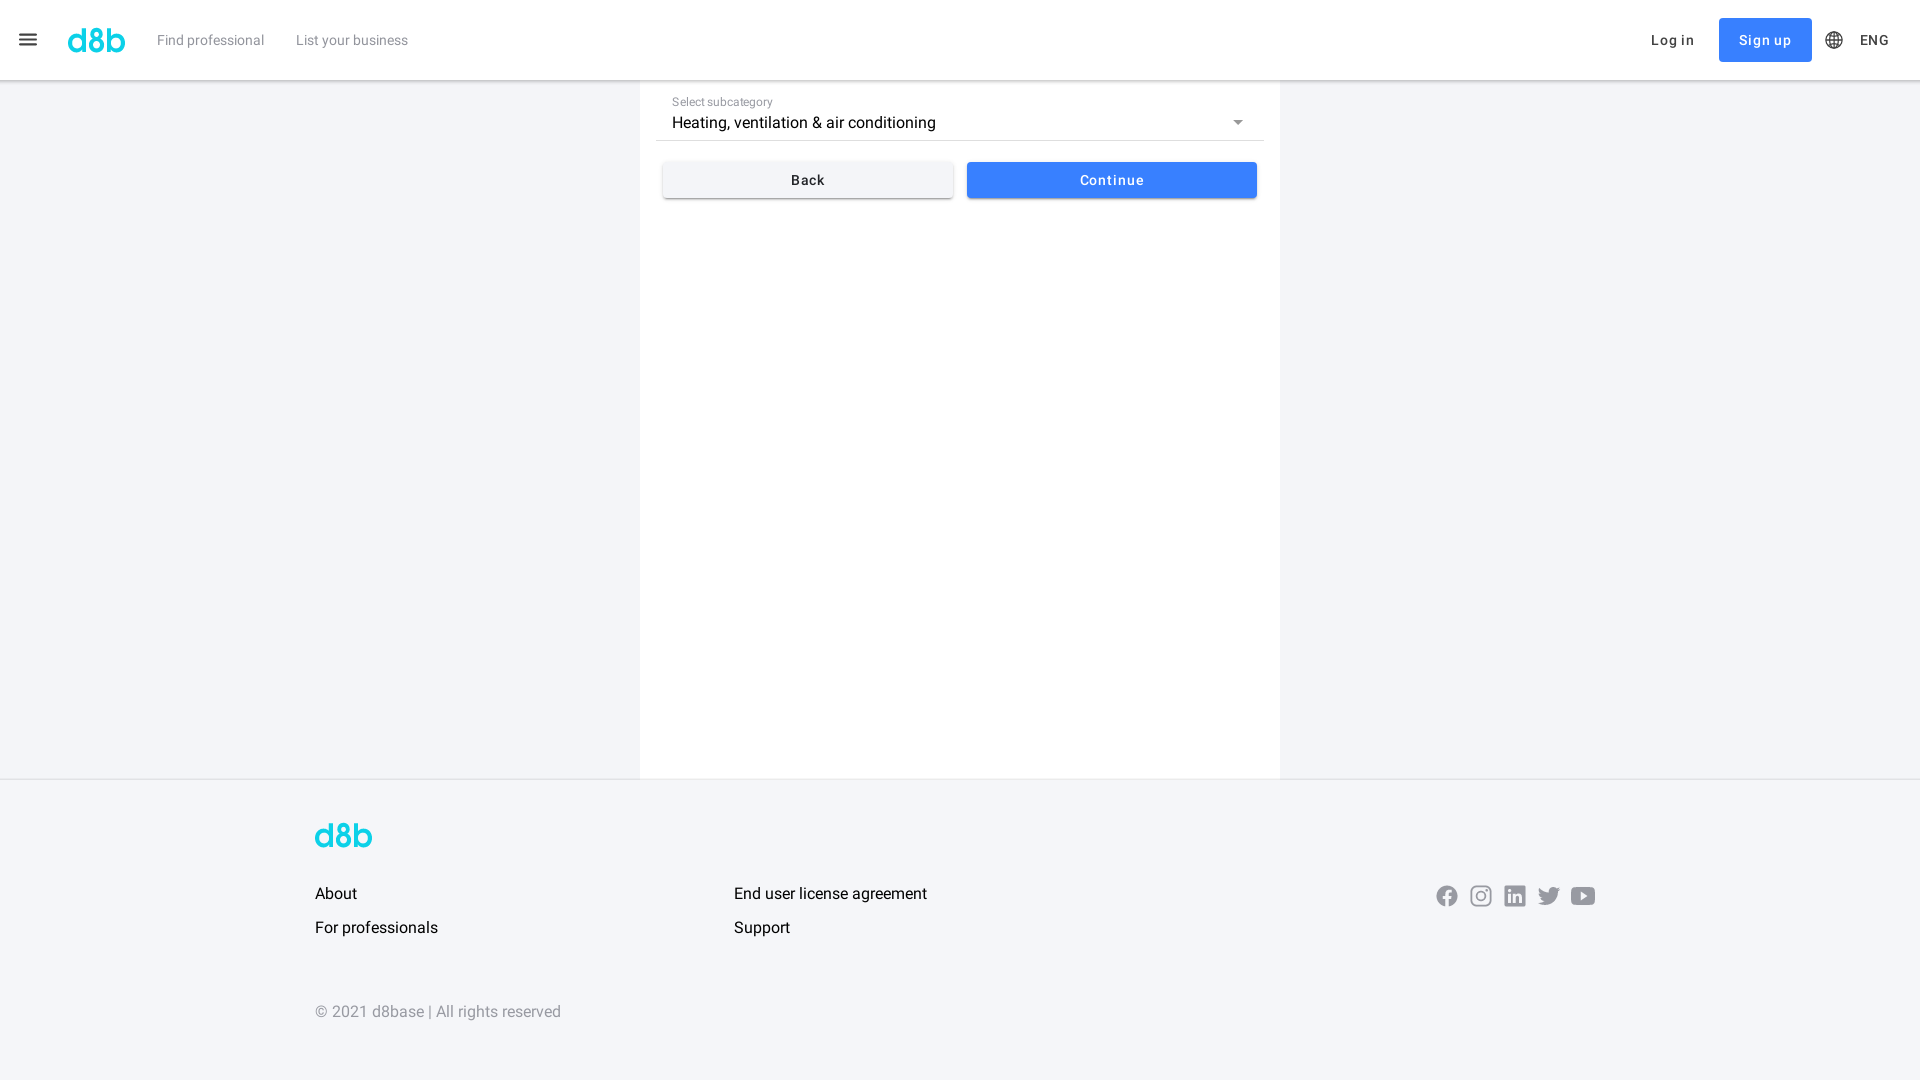 d8b
Find professional
List your business
Log in
Sign up
ENG
Select subcategory
Heating, ventilation & air conditioning
Back
Continue
d8b
About
End user license agreement
For professionals
Support
© 2021 d8base | All rights reserved